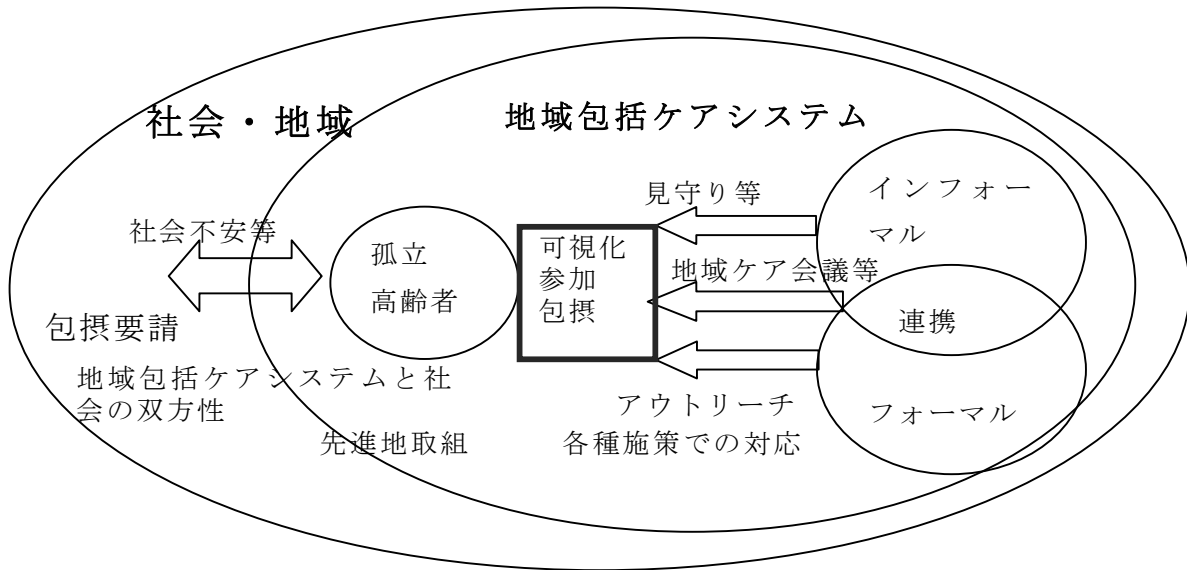 社会・地域
地域包括ケアシステム
社会不安等
包摂要請
地域包括ケアシステムと社
会の双方性
孤立
高齢者
先進地取組
可視化
参加
包摂
見守り等
地域ケア会議等
アウトリーチ
各種施策での対応
インフォー
マル
連携
フォーマル